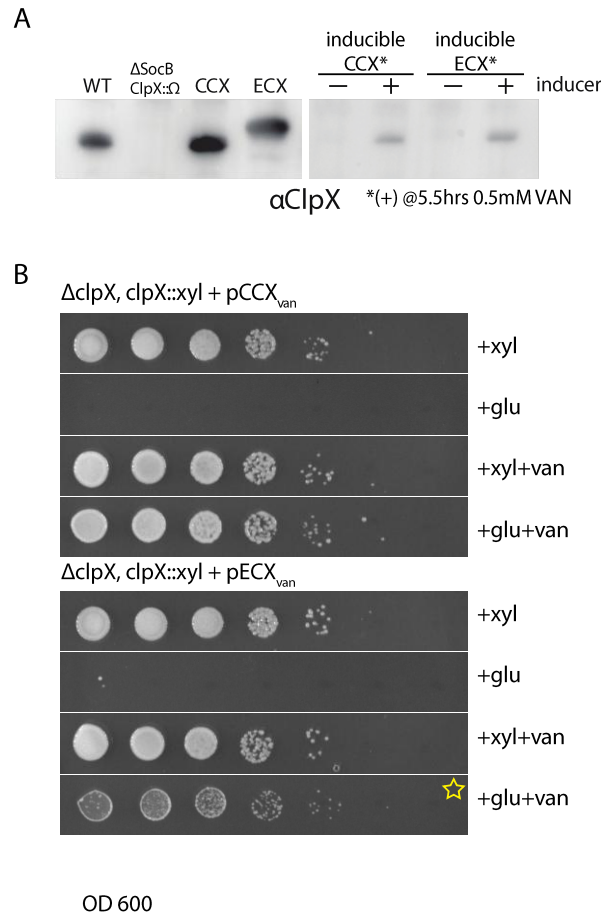 A
inducible inducible
CCX* ECX*
WT ΔSocB ClpX::Ω CCX ECX − + − + inducer
αClpX *(+) @5.5hrs 0.5mM VAN
B
ΔclpX, clpX::xyl + pCCXvan
+xyl
+glu
+xyl+van
+glu+van
ΔclpX, clpX::xyl + pECXvan
+xyl
+glu
+xyl+van
+glu+van
OD 600